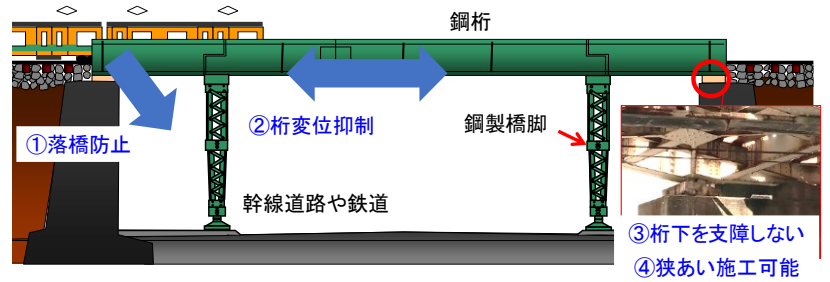 鋼桁
①落橋防止
②桁変位抑制
鋼製橋脚
幹線道路や鉄道
③桁下を支障しない
④狭あい施工可能